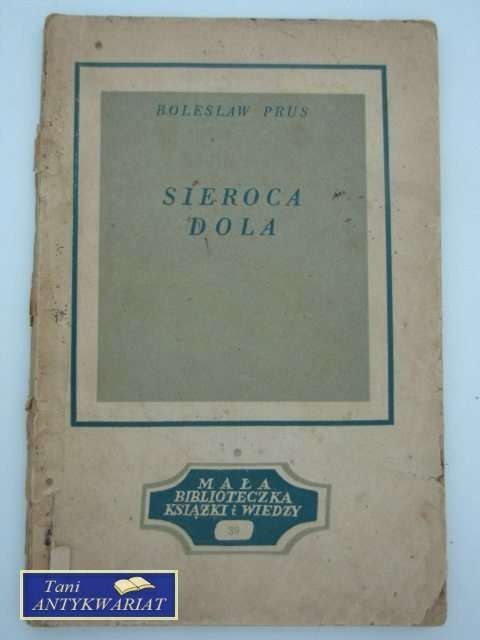 BOLESŁAW PRUS
SIEROCA
DOLA
MAŁA
BIBLIOTECZKA
KSIĄŻKI i WIEDZY
39
Tani
ANTYKWARIAT